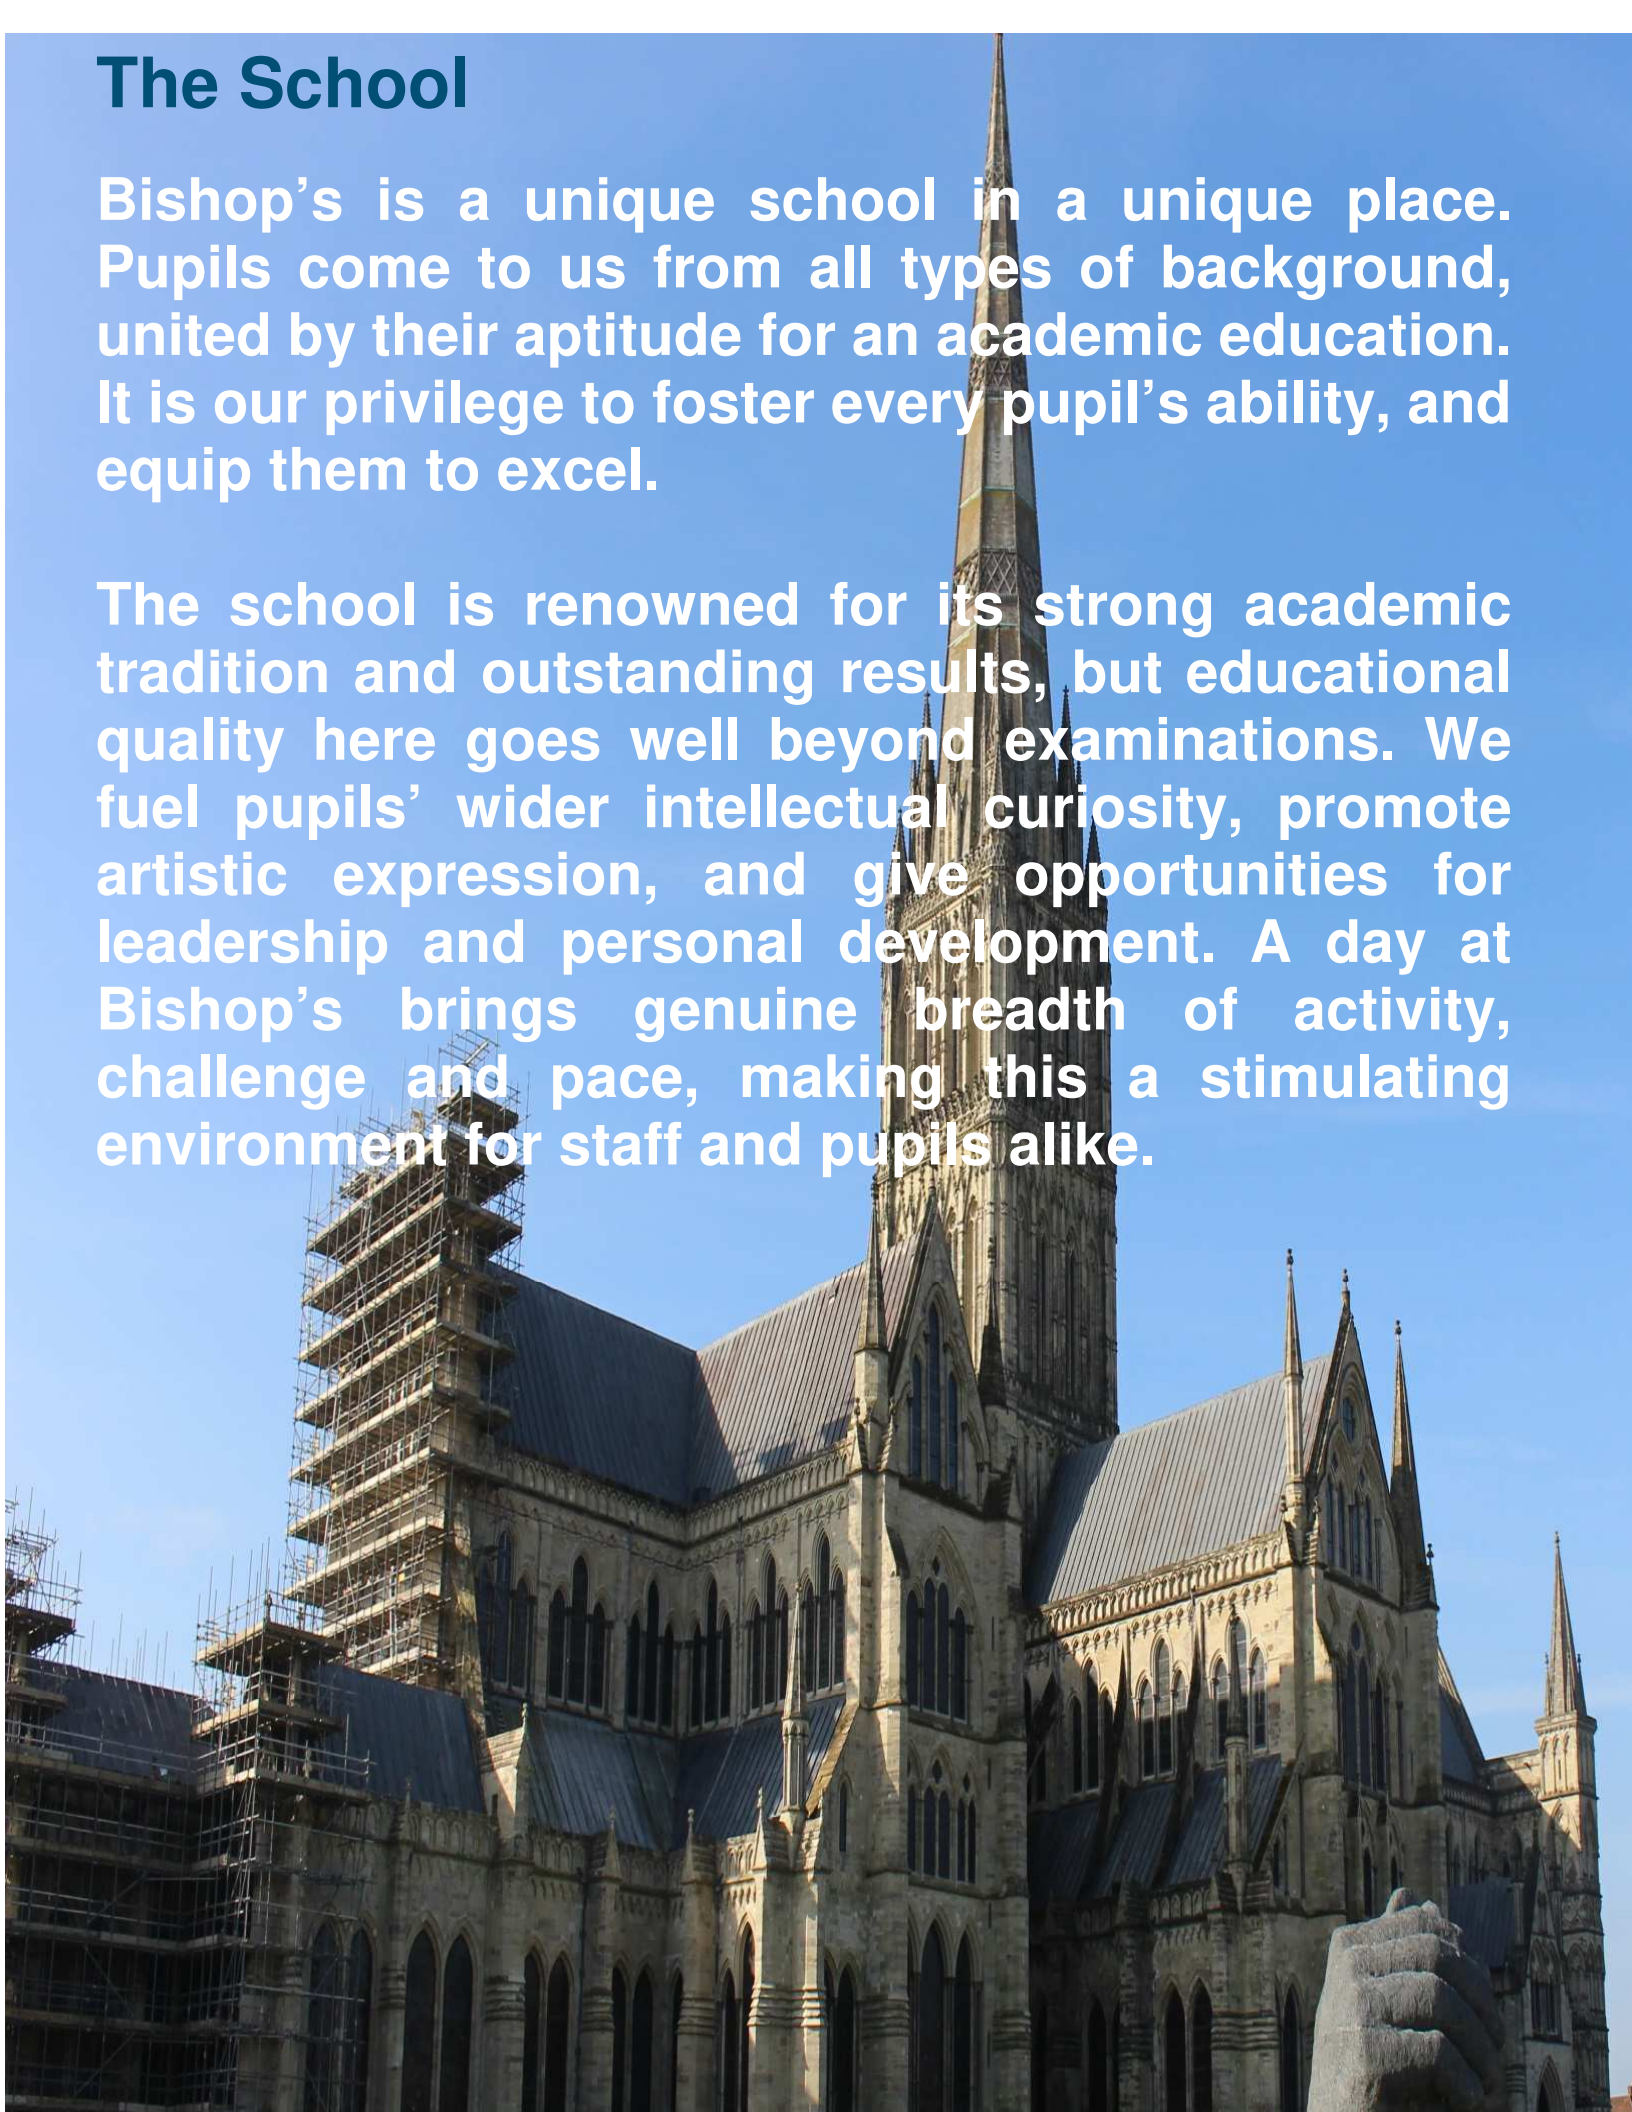 The School
Bishop’s is a unique school in a unique place.
Pupils come to us from all types of background,
united by their aptitude for an academic education.
It is our privilege to foster every pupil’s ability, and
equip them to excel.
The school is renowned for its strong academic
tradition and outstanding results, but educational
quality here goes well beyond examinations. We
fuel pupils’ wider intellectual curiosity, promote
artistic expression, and give opportunities for
leadership and personal development. A day at
Bishop’s brings genuine breadth of activity,
challenge and pace, making this a stimulating
environment for staff and pupils alike.